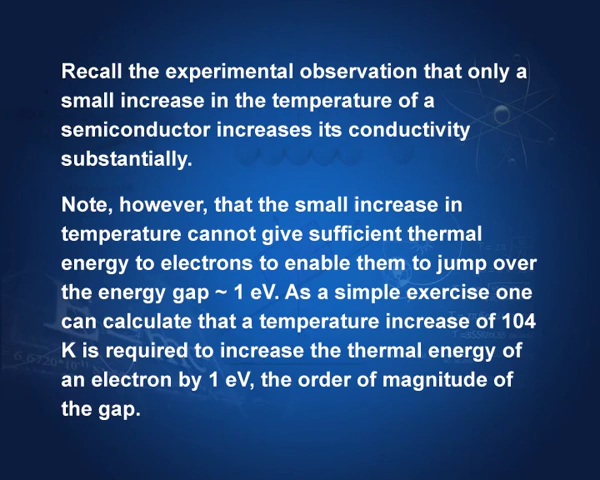 Recall the experimental observation that only a
small increase in the temperature of a
semiconductor increases its conductivity
substantially.
Note, however, that the small increase in
temperature cannot give sufficient thermal
energy to electrons to enable them to jump over
the energy gap ~ 1 eV. As a simple exercise one
can calculate that a temperature increase of 104
K is required to increase the thermal energy of
an electron by 1 eV, the order of magnitude of
the gap.